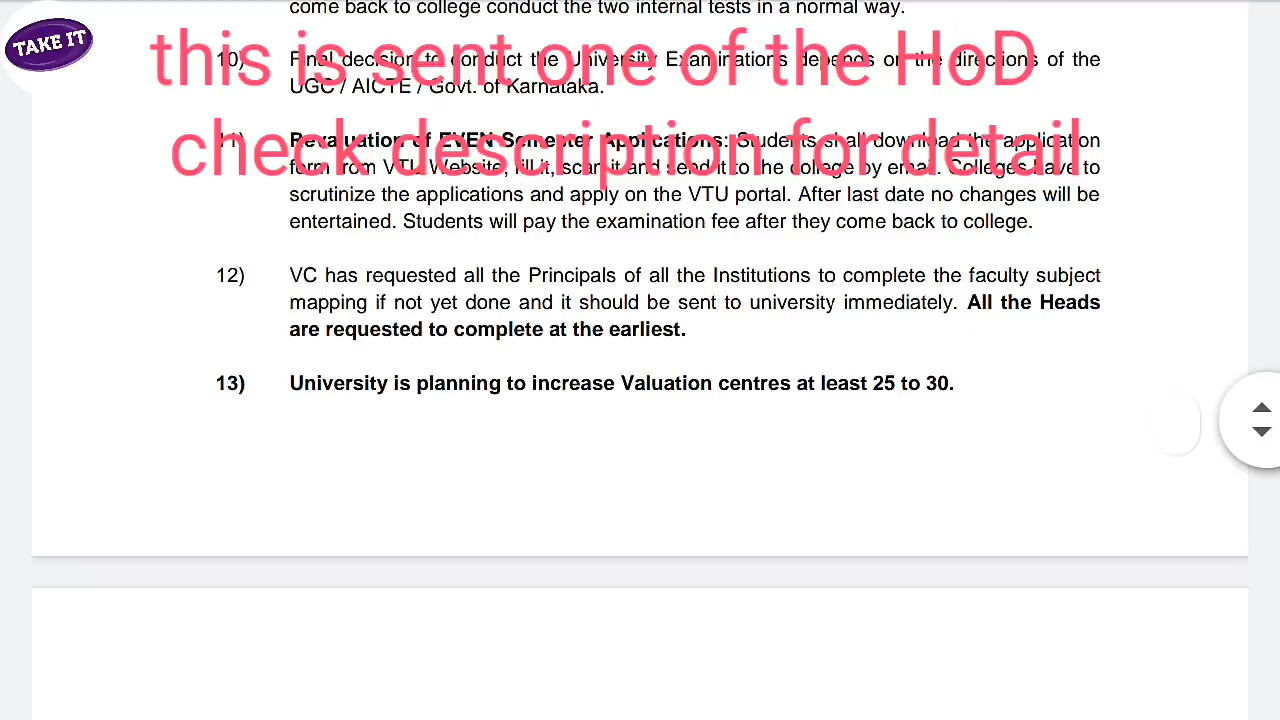 come back to college conduct the two internal tests in a normal way.
TAKE IT
this is sent one of the HoD
10) Final decision to conduct the University Examinations depends on the directions of the
UGC / AICTE / Govt. of Karnataka.
check description for detail
11) Revaluation of EVEN Semester Applications: Students shall download the application
form from VTU Website, fill it, scan it and send it to the college by email. Colleges have to
scrutinize the applications and apply on the VTU portal. After last date no changes will be
entertained. Students will pay the examination fee after they come back to college.
12) VC has requested all the Principals of all the Institutions to complete the faculty subject
mapping if not yet done and it should be sent to university immediately. All the Heads
are requested to complete at the earliest.
13) University is planning to increase Valuation centres at least 25 to 30.